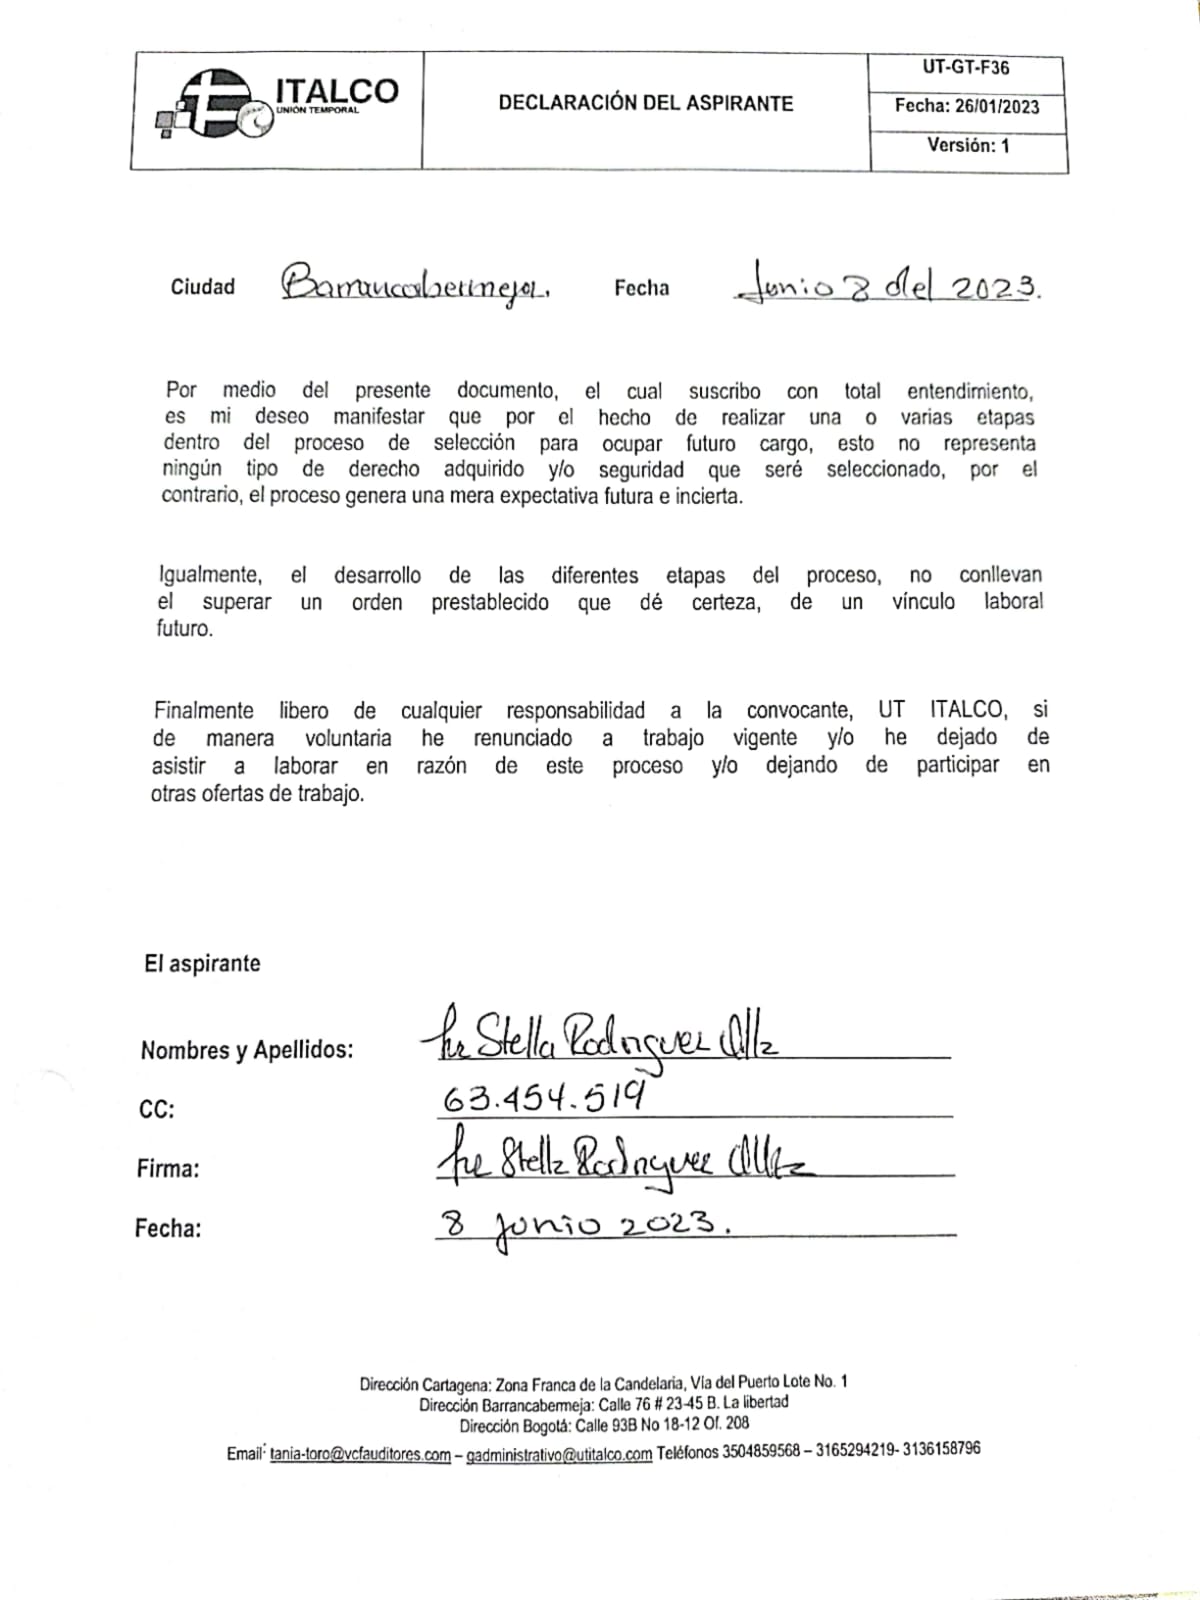 ITALCO
UNIÓN TEMPORAL
DECLARACIÓN DEL ASPIRANTE
UT-GT-F36
Fecha: 26/01/2023
Versión: 1
Ciudad Barrancabermeja. Fecha Junio 8 del 2023.
Por medio del presente documento, el cual suscribo con total entendimiento,
es mi deseo manifestar que por el hecho de realizar una o varias etapas
dentro del proceso de selección para ocupar futuro cargo, esto no representa
ningún tipo de derecho adquirido y/o seguridad que seré seleccionado, por el
contrario, el proceso genera una mera expectativa futura e incierta.
Igualmente, el desarrollo de las diferentes etapas del proceso, no conllevan
el superar un orden prestablecido que dé certeza, de un vínculo laboral
futuro.
Finalmente libero de cualquier responsabilidad a la convocante, UT ITALCO, si
de manera voluntaria he renunciado a trabajo vigente y/o he dejado de
asistir a laborar en razón de este proceso y/o dejando de participar en
otras ofertas de trabajo.
El aspirante
Nombres y Apellidos: Stella Rodriguez
CC: 63.454.519
Firma: Stella Rodriguez
Fecha: 8 junio 2023.
Dirección Cartagena: Zona Franca de la Candelaria, Vía del Puerto Lote No. 1
Dirección Barrancabermeja: Calle 76 # 23-45 B. La libertad
Dirección Bogotá: Calle 93B No 18-12 Of. 208
Email: tania-toro@vcfauditores.com – gadministrativo@utitalco.com Teléfonos 3504859568 – 3165294219- 3136158796